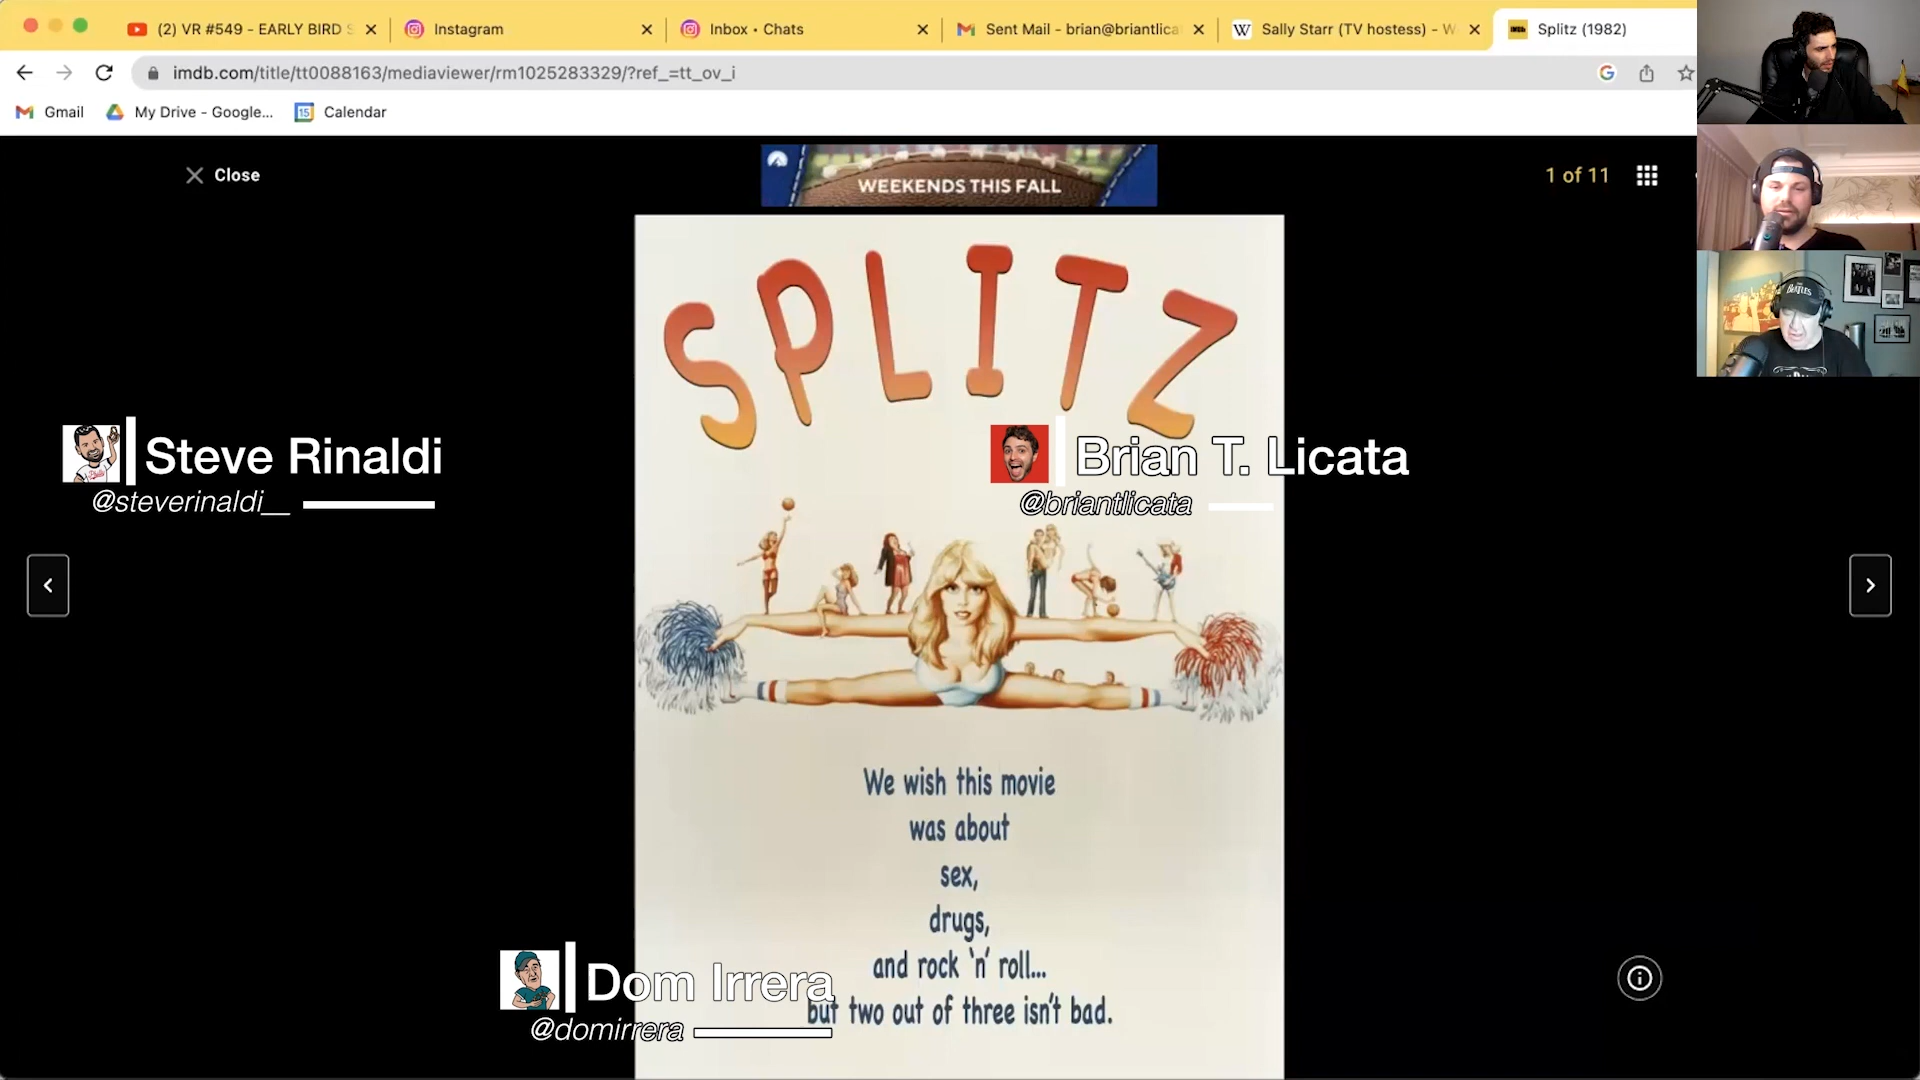 (2) VR #549 - EARLY BIRD S
Instagram
Inbox • Chats
Sent Mail - brian@briantlica
Sally Starr (TV hostess) - W
Splitz (1982)
imdb.com/title/tt0088163/mediaviewer/rm1025283329/?ref_=tt_ov_i
Gmail
My Drive - Google...
15
Calendar
Close
WEEKENDS THIS FALL
1 of 11
BEATLES
SPLITZ
Steve Rinaldi
@steverinaldi__
Brian T. Licata
@briantlicata
We wish this movie
was about
sex,
drugs,
and rock 'n' roll...
but two out of three isn't bad.
Dom Irrera
@domirrera